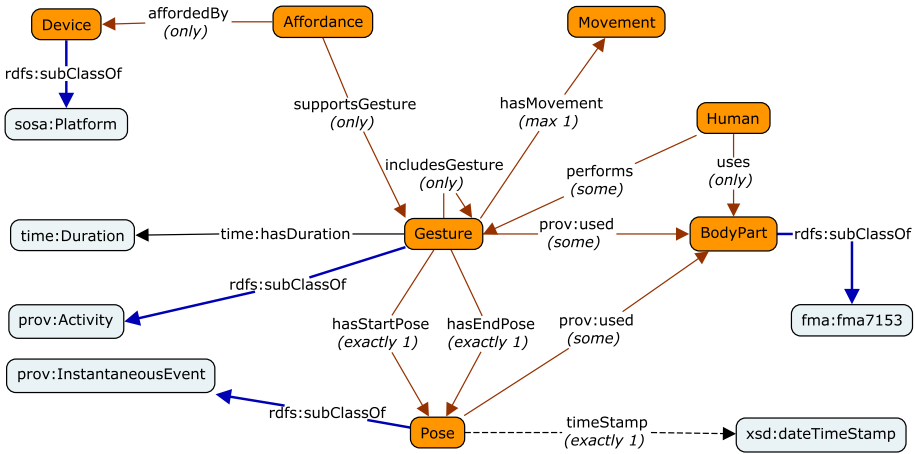 Device
affordedBy
(only)
Affordance
Movement
rdfs:subClassOf
sosa:Platform
supportsGesture
(only)
hasMovement
(max 1)
Human
includesGesture
(only)
performs
(some)
uses
(only)
time:Duration
time:hasDuration
Gesture
prov:used
(some)
BodyPart
rdfs:subClassOf
rdfs:subClassOf
prov:Activity
hasStartPose
(exactly 1)
hasEndPose
(exactly 1)
prov:used
(some)
fma:fma7153
prov:InstantaneousEvent
rdfs:subClassOf
Pose
timeStamp
(exactly 1)
xsd:dateTimeStamp